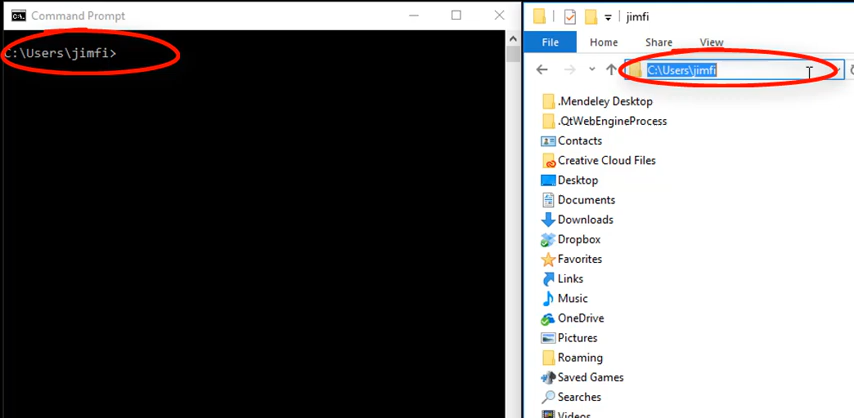 Command Prompt
C:\Users\jimfi>
jimfi
File Home Share View
C:\Users\jimfi
.Mendeley Desktop
.QtWebEngineProcess
Contacts
Creative Cloud Files
Desktop
Documents
Downloads
Dropbox
Favorites
Links
Music
OneDrive
Pictures
Roaming
Saved Games
Searches
Videos